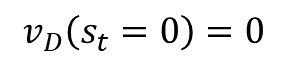 v_D(s_t = 0) = 0